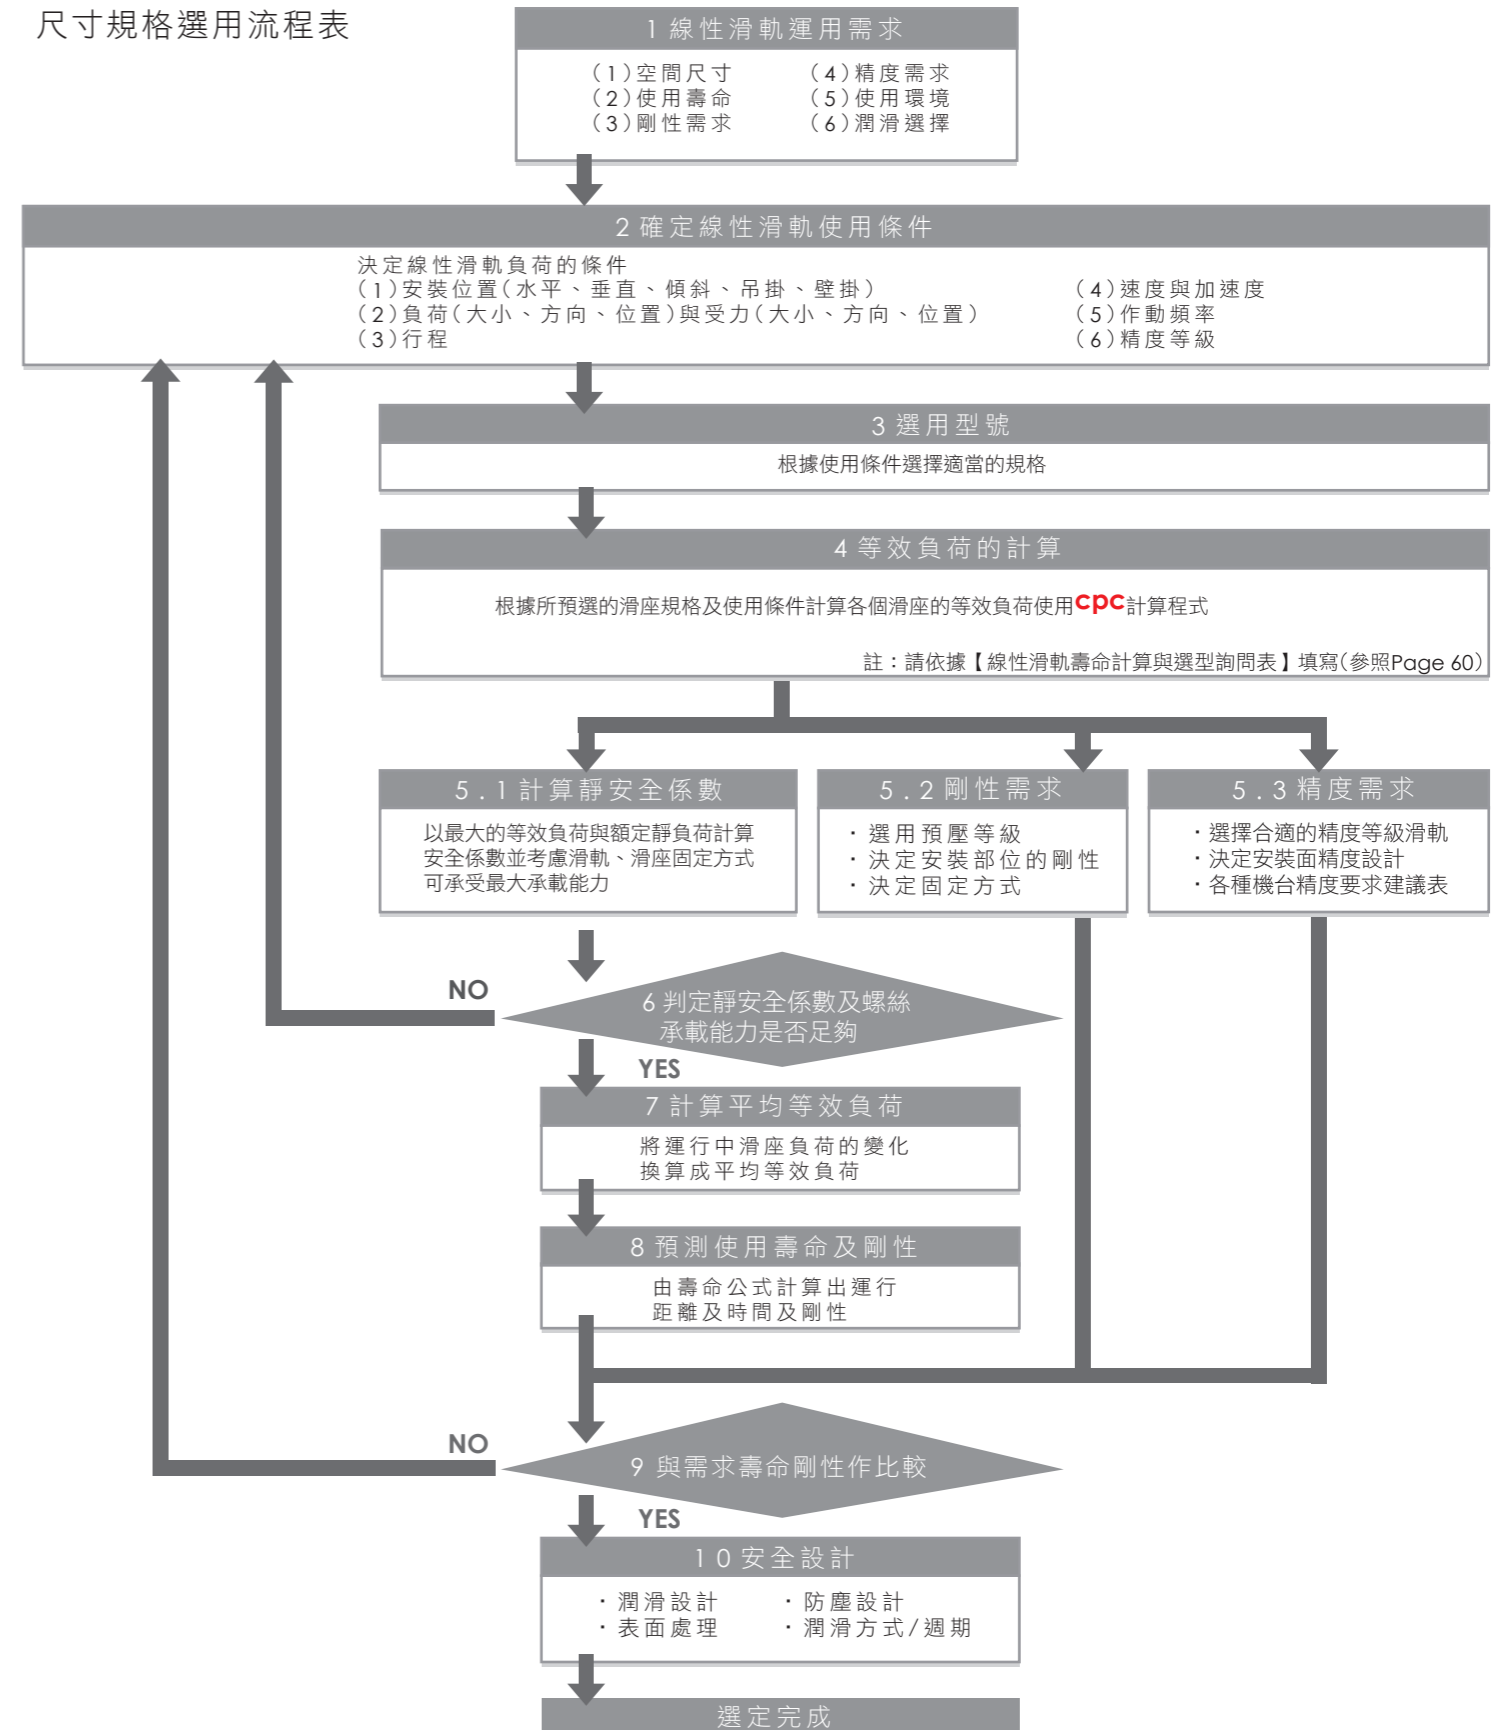 尺寸規格選用流程表
1 線性滑軌運用需求
(1)空間尺寸
(2)使用壽命
(3)剛性需求
(4)精度需求
(5)使用環境
(6)潤滑選擇
2 確定線性滑軌使用條件
決定線性滑軌負荷的條件
(1)安裝位置(水平、垂直、傾斜、吊掛、壁掛)
(2)負荷(大小、方向、位置)與受力(大小、方向、位置)
(3)行程
(4)速度與加速度
(5)作動頻率
(6)精度等級
3 選用型號
根據使用條件選擇適當的規格
4 等效負荷的計算
根據所預選的滑座規格及使用條件計算各個滑座的等效負荷使用cpc計算程式
註：請依據【線性滑軌壽命計算與選型詢問表】填寫(參照Page 60)
5.1計算靜安全係數
以最大的等效負荷與額定靜負荷計算
安全係數並考慮滑軌、滑座固定方式
可承受最大承載能力
5.2剛性需求
・選用預壓等級
・決定安裝部位的剛性
・決定固定方式
5.3精度需求
・選擇合適的精度等級滑軌
・決定安裝面精度設計
・各種機台精度要求建議表
NO
6 判定靜安全係數及螺絲
承載能力是否足夠
YES
7 計算平均等效負荷
將運行中滑座負荷的變化
換算成平均等效負荷
8 預測使用壽命及剛性
由壽命公式計算出運行
距離及時間及剛性
NO
9 與需求壽命剛性作比較
YES
10安全設計
・潤滑設計
・表面處理
・防塵設計
・潤滑方式/週期
選定完成